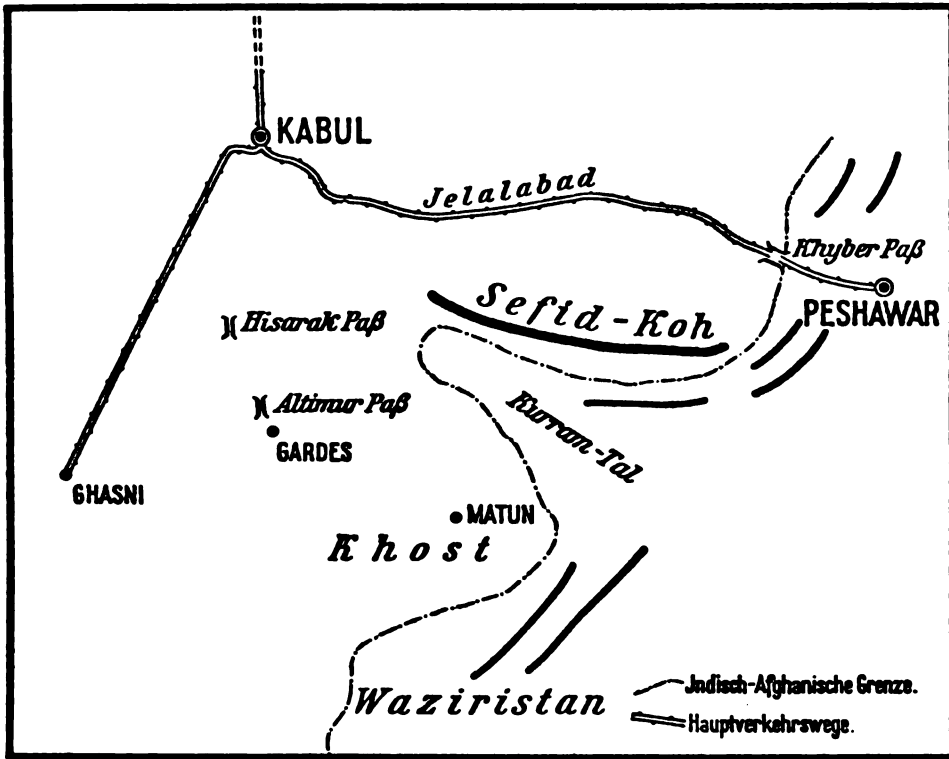 KABUL
Jelalabad
Khyber Paß
PESHAWAR
Sefid-Koh
Hisarak Paß
Altimur Paß
GARDES
Kurram-Tal
GHASNI
MATUN
Khost
Waziristan
Jndisch-Afghanische Grenze.
Hauptverkehrswege.